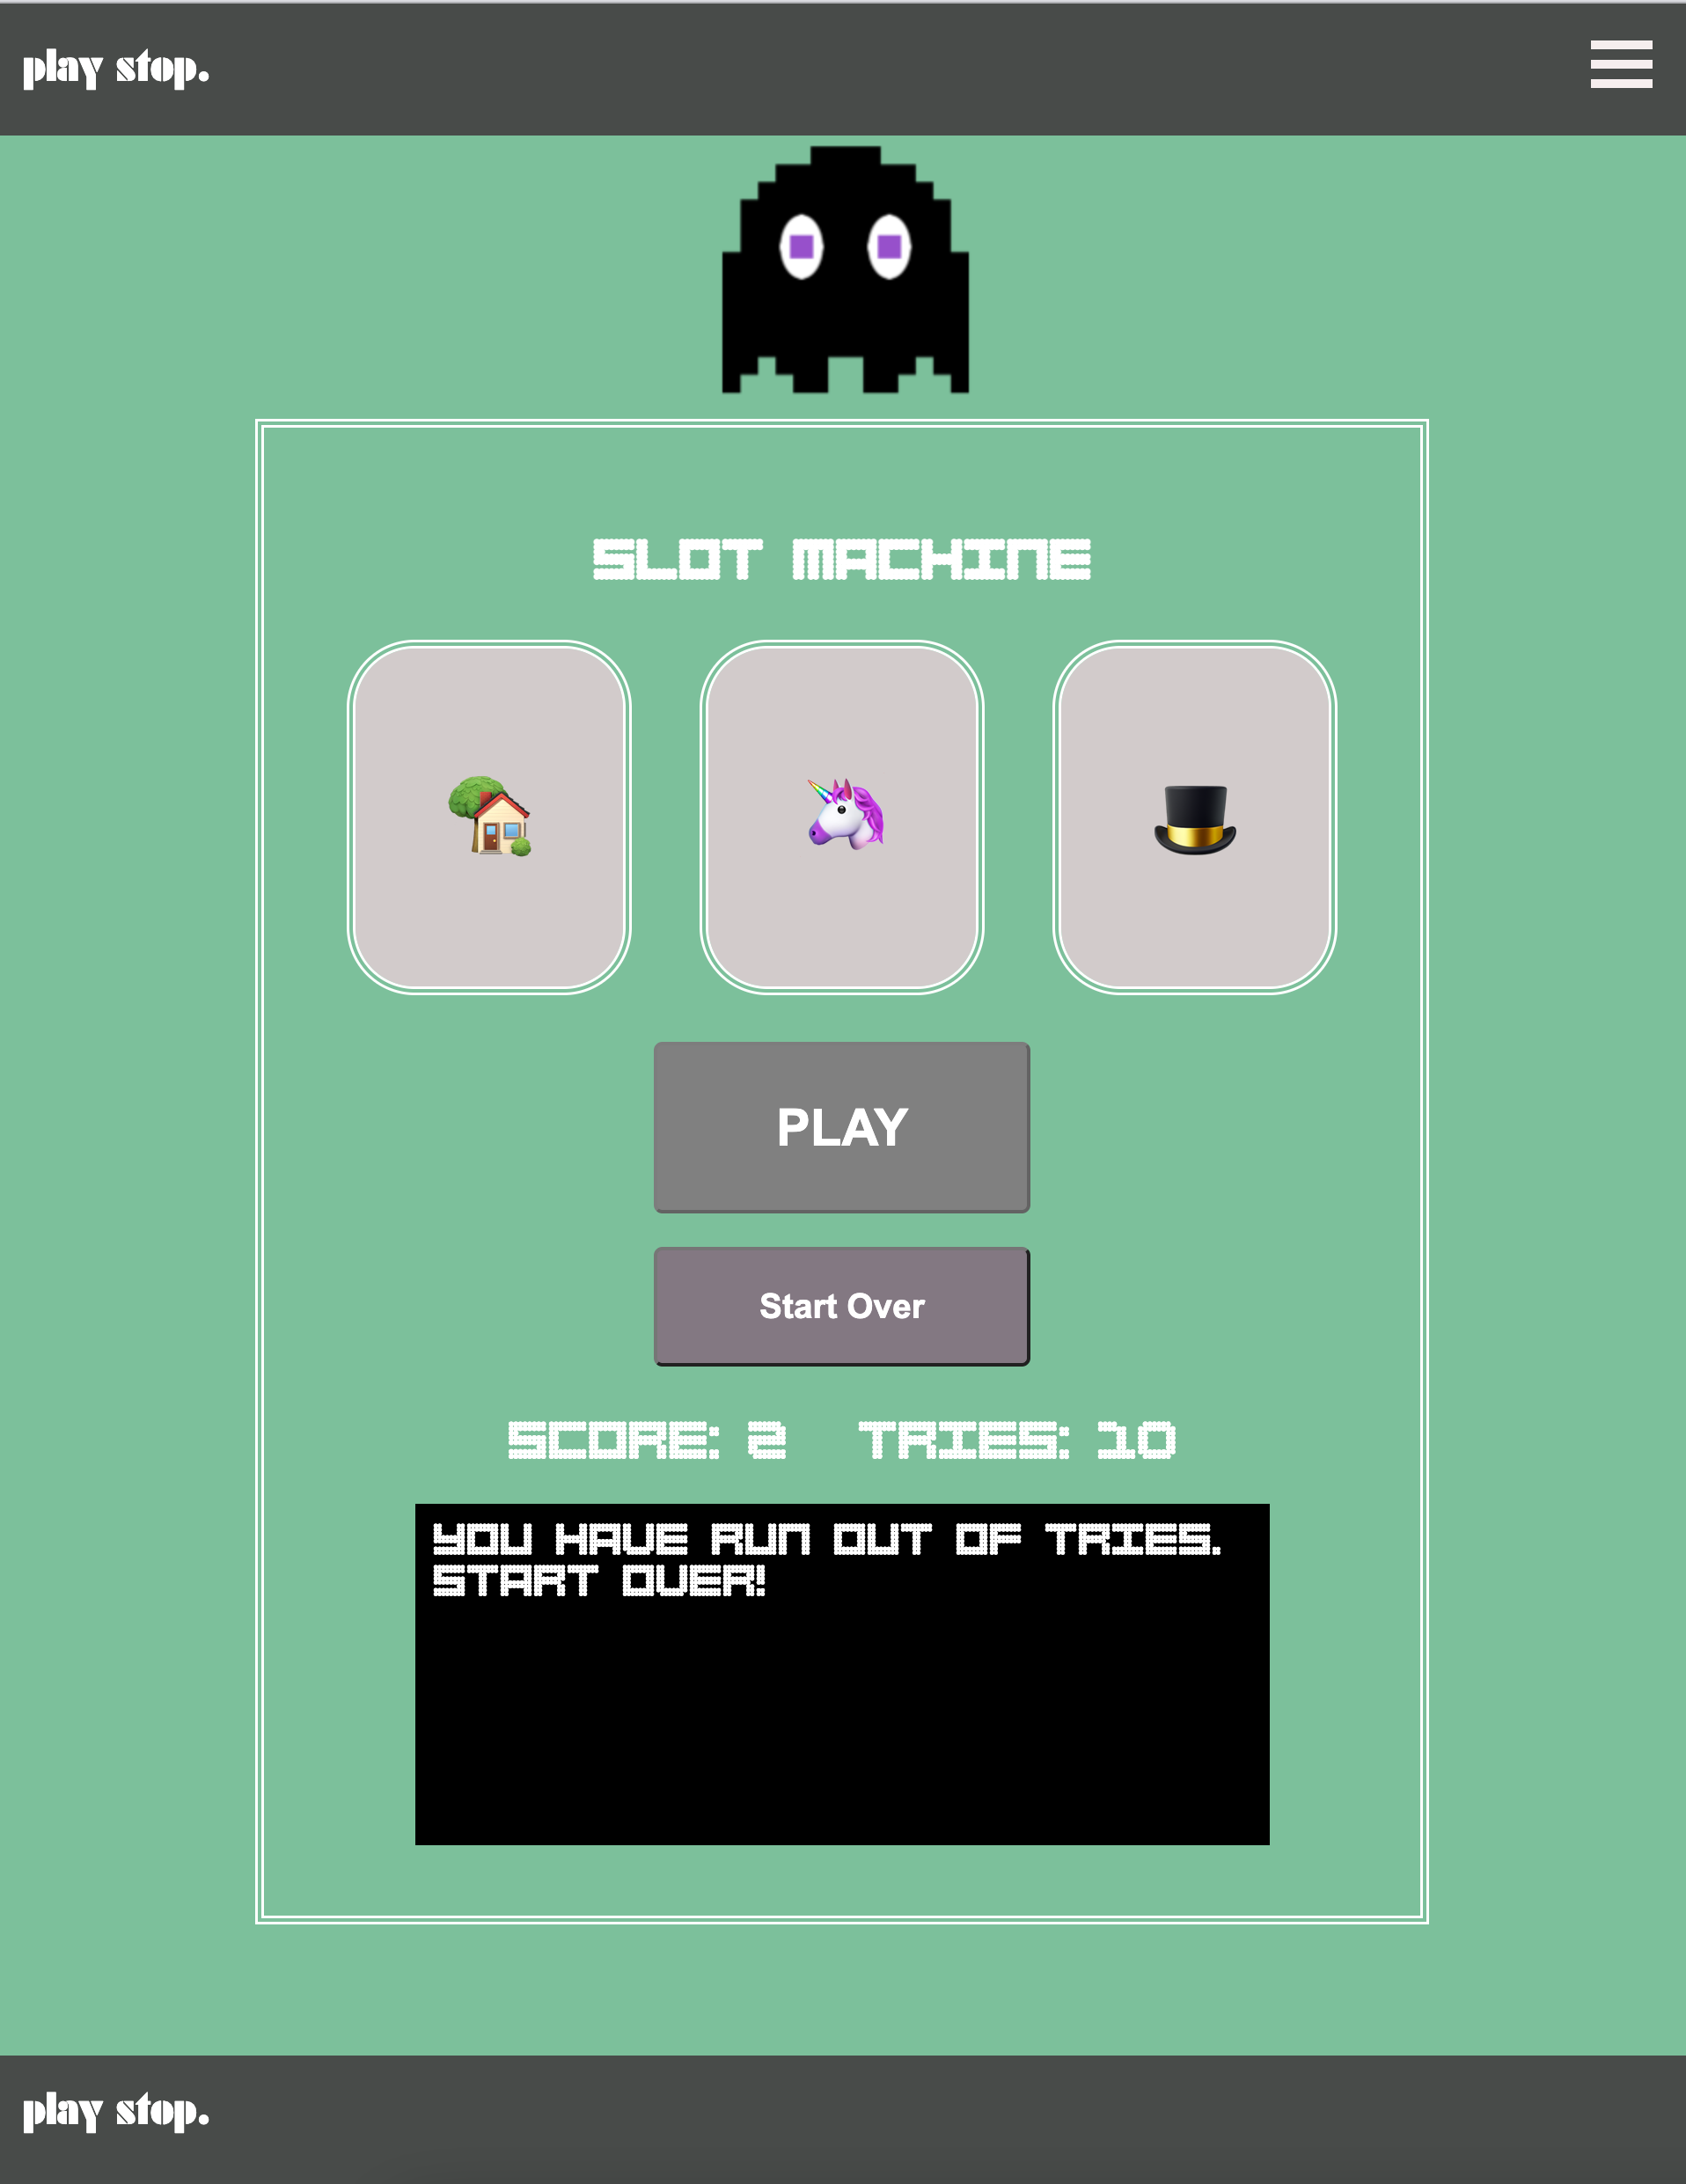 play stop.
SLOT MACHINE
PLAY
Start Over
SCORE: 2 TRIES: 10
YOU HAVE RUN OUT OF TRIES.
START OVER!
play stop.